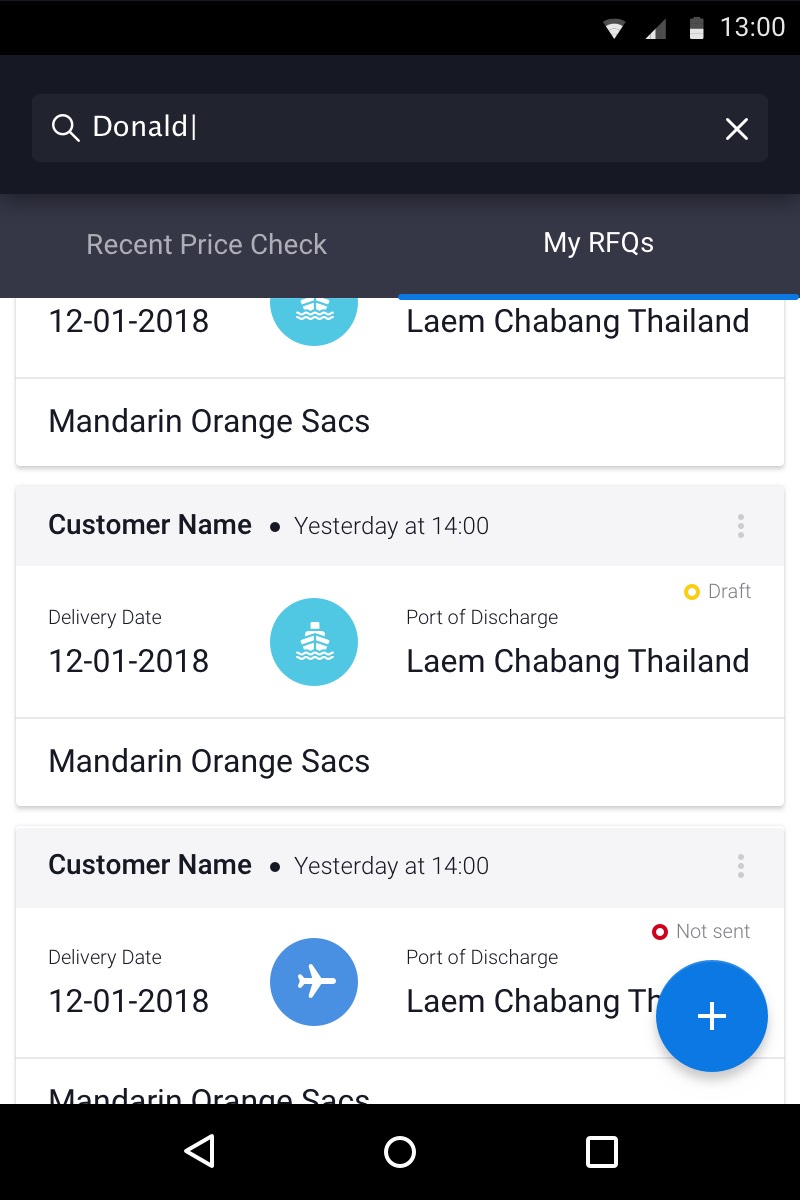 13:00
Donald
Recent Price Check My RFQs
12-01-2018 Laem Chabang Thailand
Mandarin Orange Sacs
Customer Name • Yesterday at 14:00
Draft
Delivery Date Port of Discharge
12-01-2018 Laem Chabang Thailand
Mandarin Orange Sacs
Customer Name • Yesterday at 14:00
Not sent
Delivery Date Port of Discharge
12-01-2018 Laem Chabang Th
Mandarin Orange Sacs